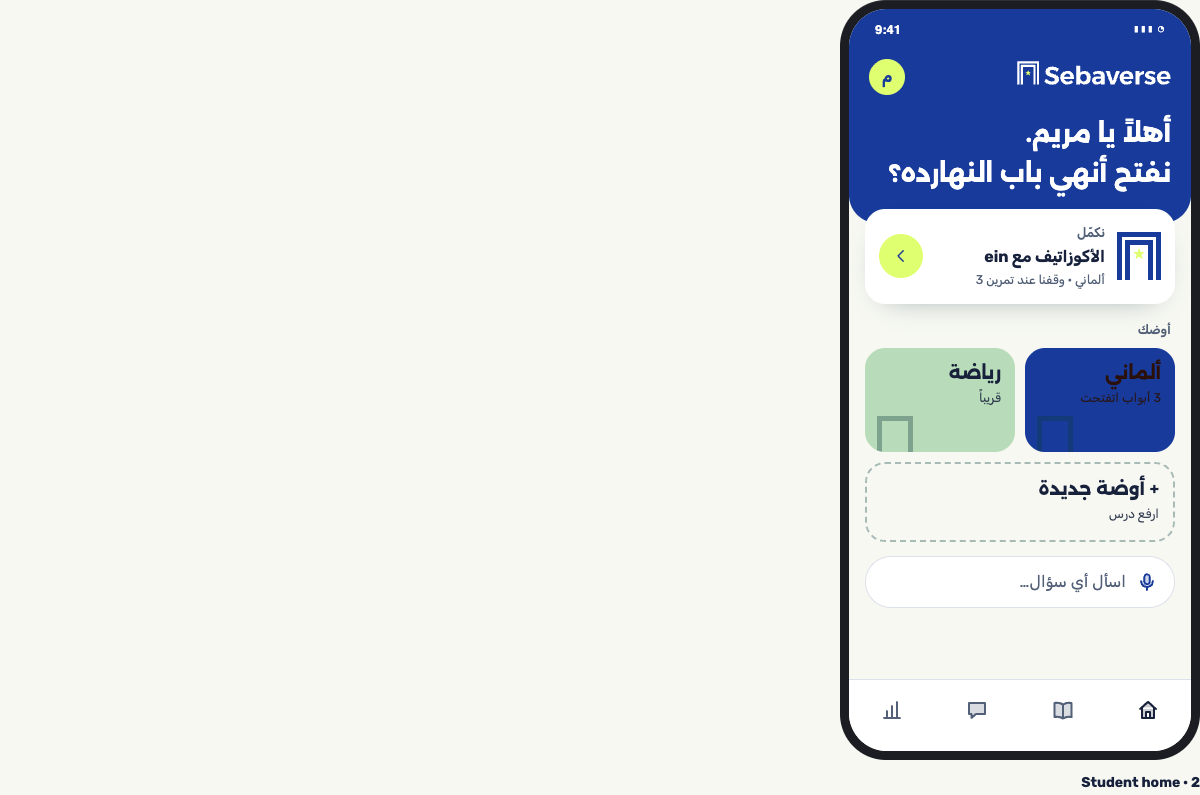 9:41
Sebaverse
م
أهلاً يا مريم.
نفتح أنهي باب النهارده؟
نكمّل
الأكوزاتيف مع ein
ألماني • وقفنا عند تمرين 3
أوضك
ألماني
3 أبواب اتفتحت
رياضة
قريباً
+ أوضة جديدة
ارفع درس
اسأل أي سؤال...
Student home • 2